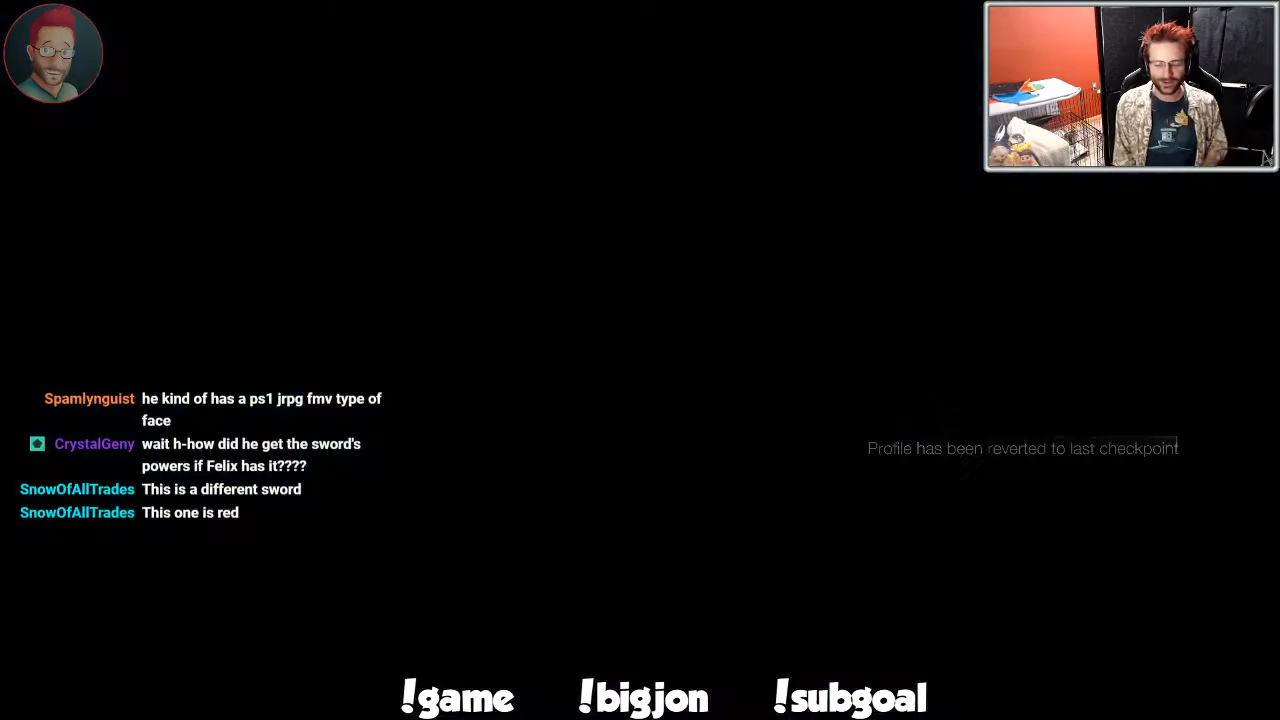 Spamlynguist he kind of has a ps1 jrpg fmv type of
face
CrystalGeny wait h-how did he get the sword's
powers if Felix has it????
SnowOfAllTrades This is a different sword
SnowOfAllTrades This one is red
Profile has been reverted to last checkpoint
!game !bigjon !subgoal